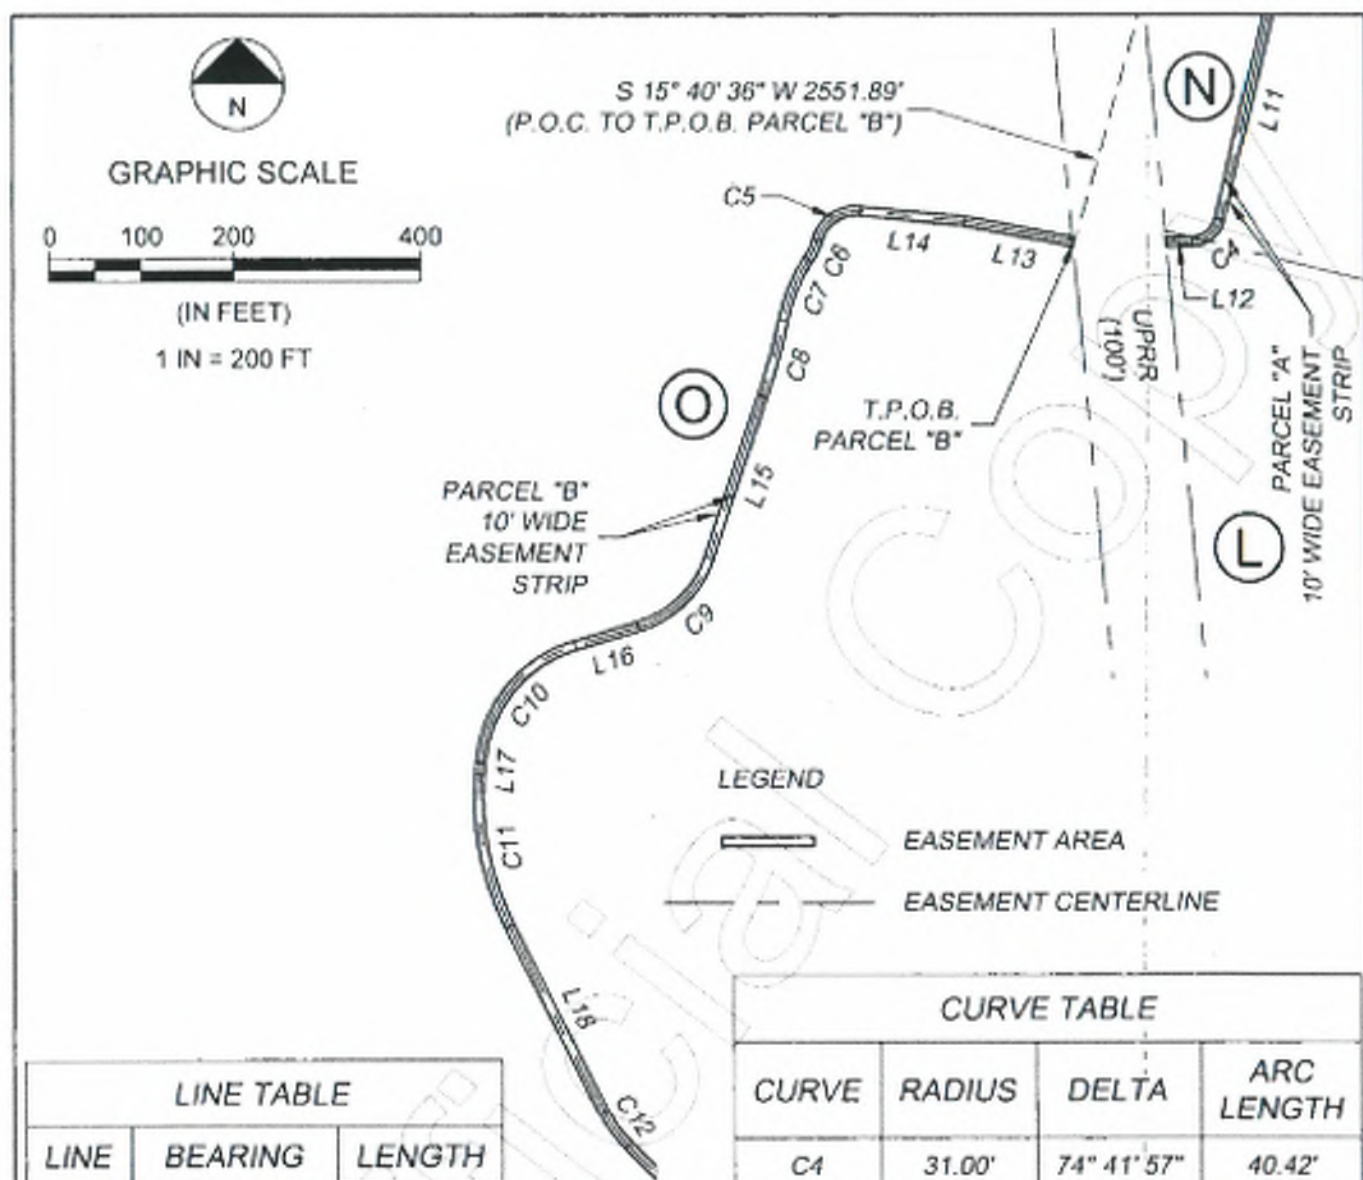 N
GRAPHIC SCALE
0 100 200 400
(IN FEET)
1 IN = 200 FT
S 15° 40' 36" W 2551.89'
(P.O.C. TO T.P.O.B. PARCEL "B")
N
L11
C5
L14
L13
C6
C7
C8
C4
L12
UPRR
(100')
PARCEL "A"
10' WIDE EASEMENT
STRIP
O
T.P.O.B.
PARCEL "B"
L
PARCEL "B"
10' WIDE
EASEMENT
STRIP
L15
C9
L16
C10
L17
C11
L18
C12
LEGEND
EASEMENT AREA
EASEMENT CENTERLINE
LINE TABLE
LINE BEARING LENGTH
CURVE TABLE
CURVE RADIUS DELTA ARC LENGTH
C4 31.00' 74° 41' 57" 40.42'
Copy